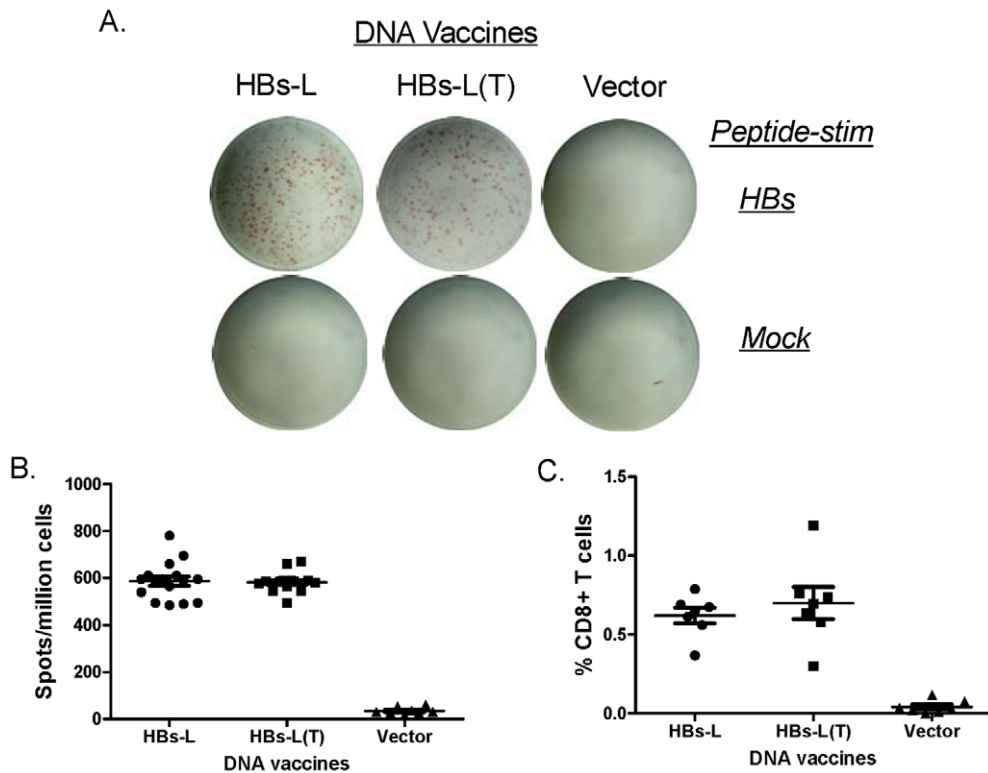 A.
DNA Vaccines
HBs-L HBs-L(T) Vector
Peptide-stim
HBs
Mock
B.
1000
800
600
400
200
0
Spots/million cells
HBs-L HBs-L(T) Vector
DNA vaccines
C.
1.5
1.0
0.5
0.0
% CD8+ T cells
HBs-L HBs-L(T) Vector
DNA vaccines